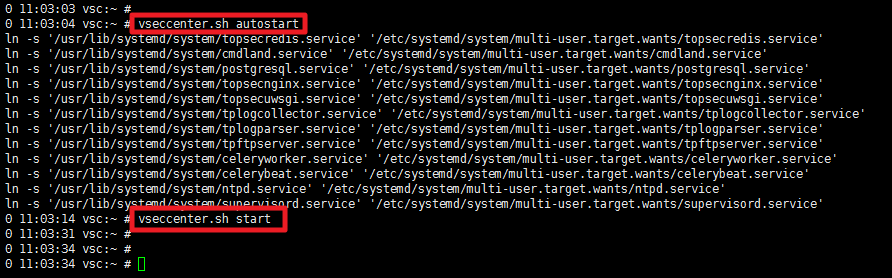 0 11:03:03 vsc:~ #
0 11:03:04 vsc:~ # vseccenter.sh autostart
ln -s '/usr/lib/systemd/system/topsecredis.service' '/etc/systemd/system/multi-user.target.wants/topsecredis.service'
ln -s '/usr/lib/systemd/system/cmdland.service' '/etc/systemd/system/multi-user.target.wants/cmdland.service'
ln -s '/usr/lib/systemd/system/postgresql.service' '/etc/systemd/system/multi-user.target.wants/postgresql.service'
ln -s '/usr/lib/systemd/system/topsecnginx.service' '/etc/systemd/system/multi-user.target.wants/topsecnginx.service'
ln -s '/usr/lib/systemd/system/topsecuwsgi.service' '/etc/systemd/system/multi-user.target.wants/topsecuwsgi.service'
ln -s '/usr/lib/systemd/system/tplogcollector.service' '/etc/systemd/system/multi-user.target.wants/tplogcollector.service'
ln -s '/usr/lib/systemd/system/tplogparser.service' '/etc/systemd/system/multi-user.target.wants/tplogparser.service'
ln -s '/usr/lib/systemd/system/tpftpserver.service' '/etc/systemd/system/multi-user.target.wants/tpftpserver.service'
ln -s '/usr/lib/systemd/system/celeryworker.service' '/etc/systemd/system/multi-user.target.wants/celeryworker.service'
ln -s '/usr/lib/systemd/system/celerybeat.service' '/etc/systemd/system/multi-user.target.wants/celerybeat.service'
ln -s '/usr/lib/systemd/system/ntpd.service' '/etc/systemd/system/multi-user.target.wants/ntpd.service'
ln -s '/usr/lib/systemd/system/supervisord.service' '/etc/systemd/system/multi-user.target.wants/supervisord.service'
0 11:03:14 vsc:~ # vseccenter.sh start
0 11:03:31 vsc:~ #
0 11:03:34 vsc:~ #
0 11:03:34 vsc:~ #